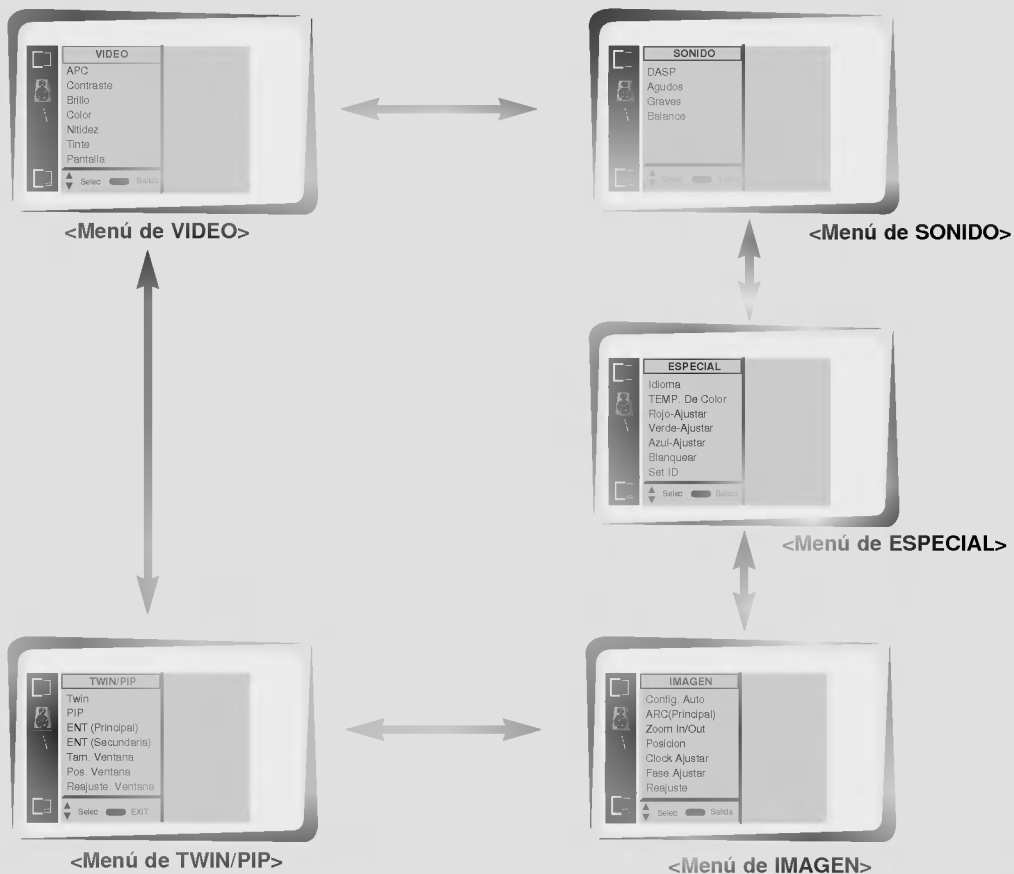 VIDEO
APC
Contraste
Brillo
Color
Nitidez
Tinte
Pantalla
Selec Salida
<Menú de VIDEO>
SONIDO
DASP
Agudos
Graves
Balance
Selec Salida
<Menú de SONIDO>
ESPECIAL
Idioma
TEMP. De Color
Rojo-Ajustar
Verde-Ajustar
Azul-Ajustar
Blanquear
Set ID
Selec Salida
<Menú de ESPECIAL>
TWIN/PIP
Twin
PIP
ENT (Principal)
ENT (Secundaria)
Tam. Ventana
Pos. Ventana
Reajuste. Ventana
Selec EXIT
<Menú de TWIN/PIP>
IMAGEN
Config. Auto
ARC(Principal)
Zoom In/Out
Posicion
Clock Ajustar
Fase Ajustar
Reajuste
Selec Salida
<Menú de IMAGEN>